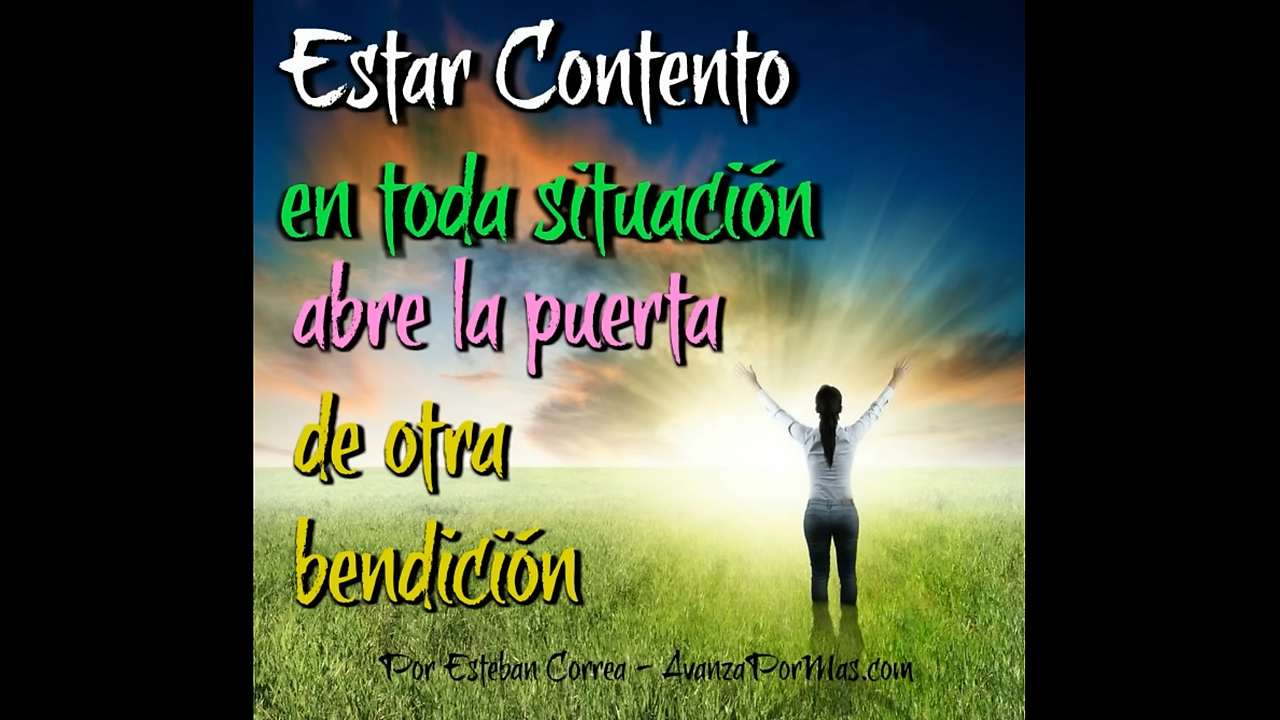 Estar Contento
en toda situación
abre la puerta
de otra
bendición
Por Esteban Correa - AvanzaPorMas.com